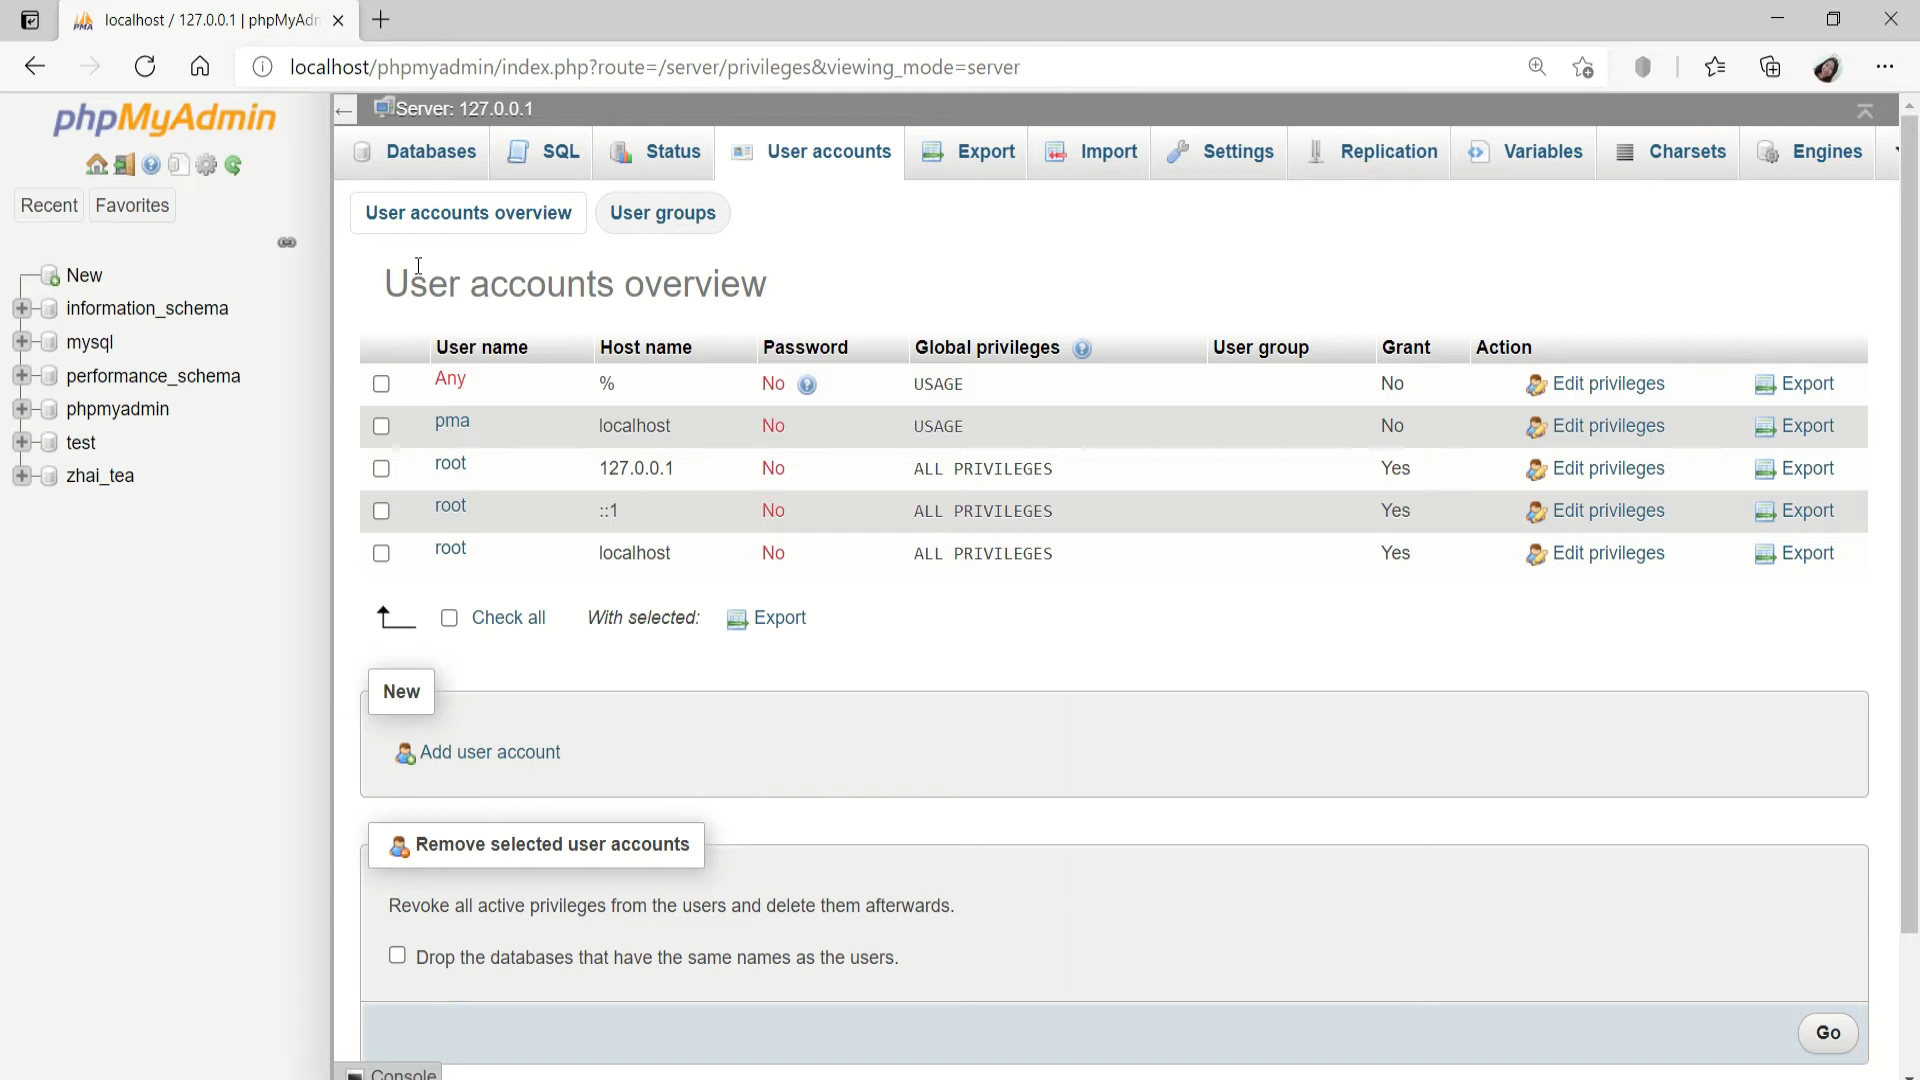 localhost / 127.0.0.1 | phpMyAdn
localhost/phpmyadmin/index.php?route=/server/privileges&viewing_mode=server
phpMyAdmin
Recent Favorites
New
information_schema
mysql
performance_schema
phpmyadmin
test
zhai_tea
Server: 127.0.0.1
Databases SQL Status User accounts Export Import Settings Replication Variables Charsets Engines
User accounts overview User groups
User accounts overview
User name Host name Password Global privileges User group Grant Action
Any % No USAGE No Edit privileges Export
pma localhost No USAGE No Edit privileges Export
root 127.0.0.1 No ALL PRIVILEGES Yes Edit privileges Export
root ::1 No ALL PRIVILEGES Yes Edit privileges Export
root localhost No ALL PRIVILEGES Yes Edit privileges Export
Check all With selected: Export
New
Add user account
Remove selected user accounts
Revoke all active privileges from the users and delete them afterwards.
Drop the databases that have the same names as the users.
Go
Console